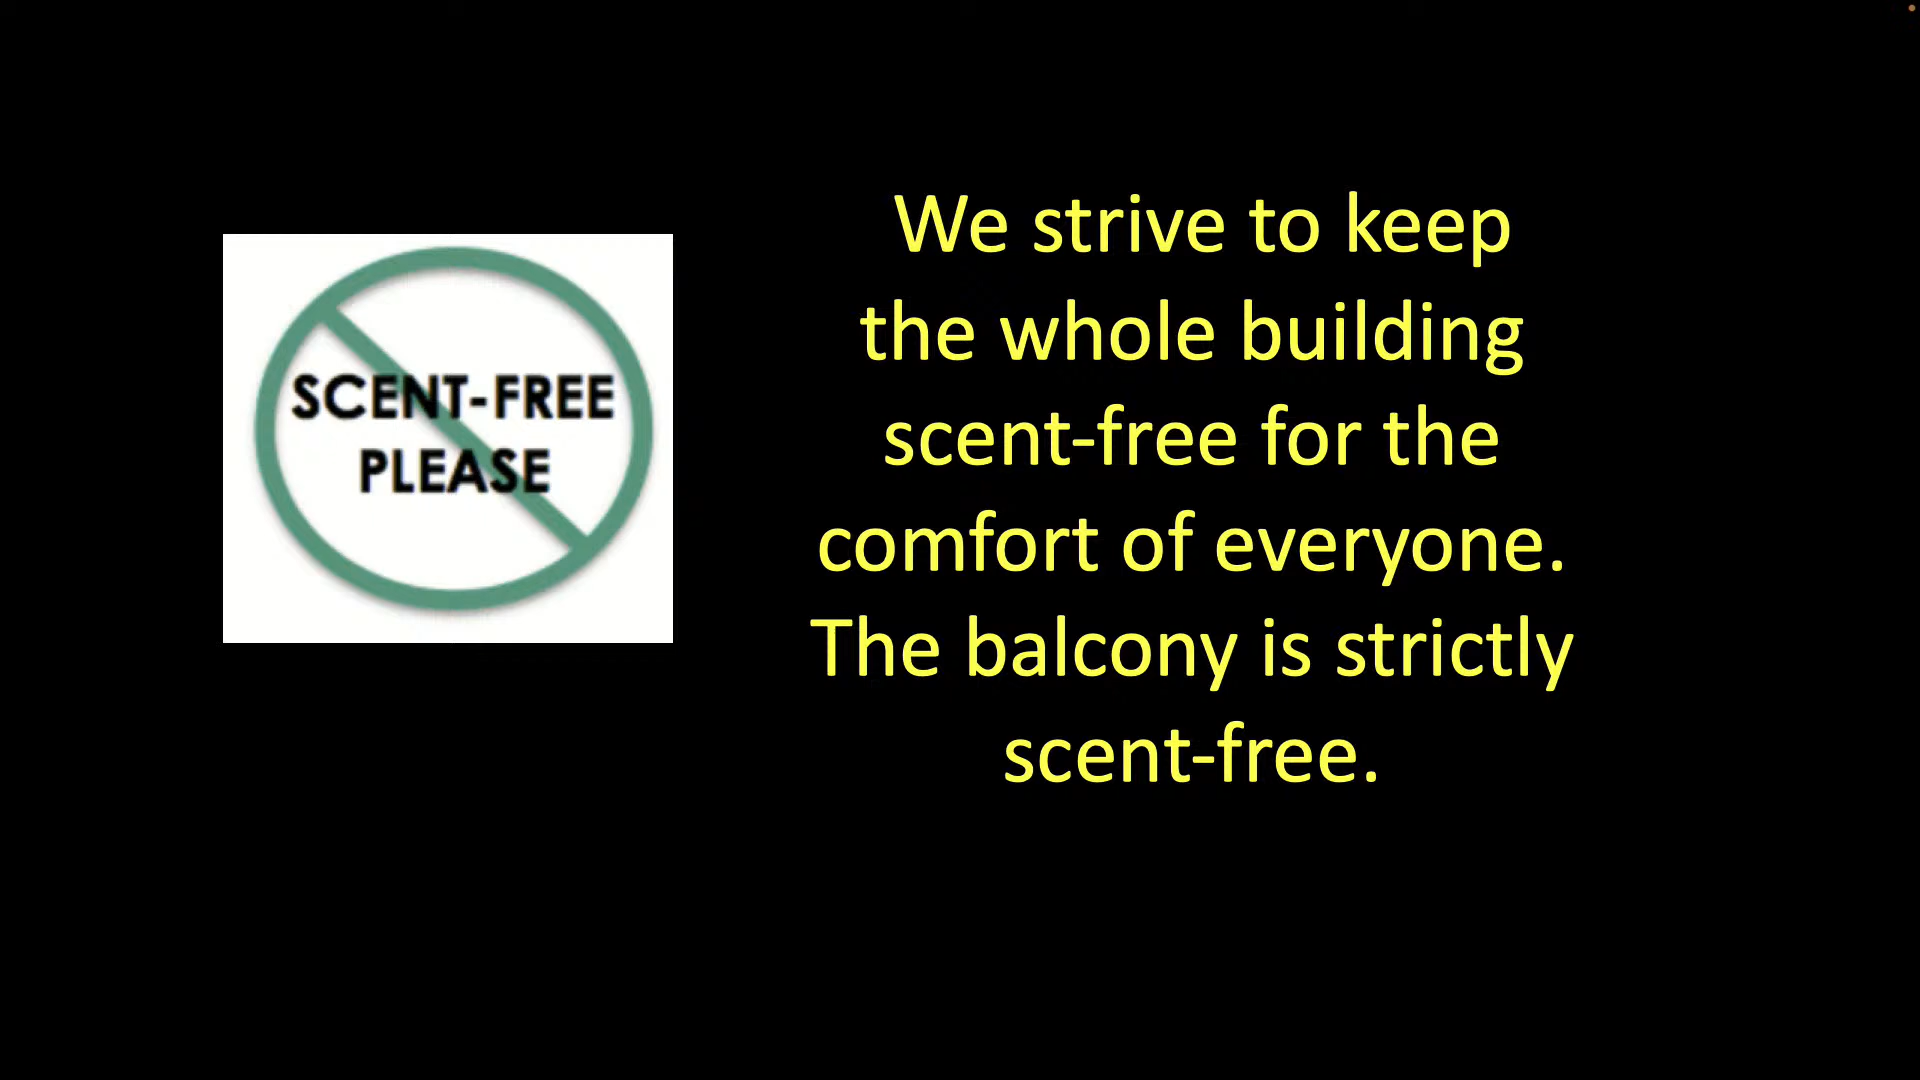 SCENT-FREE
PLEASE
We strive to keep
the whole building
scent-free for the
comfort of everyone.
The balcony is strictly
scent-free.